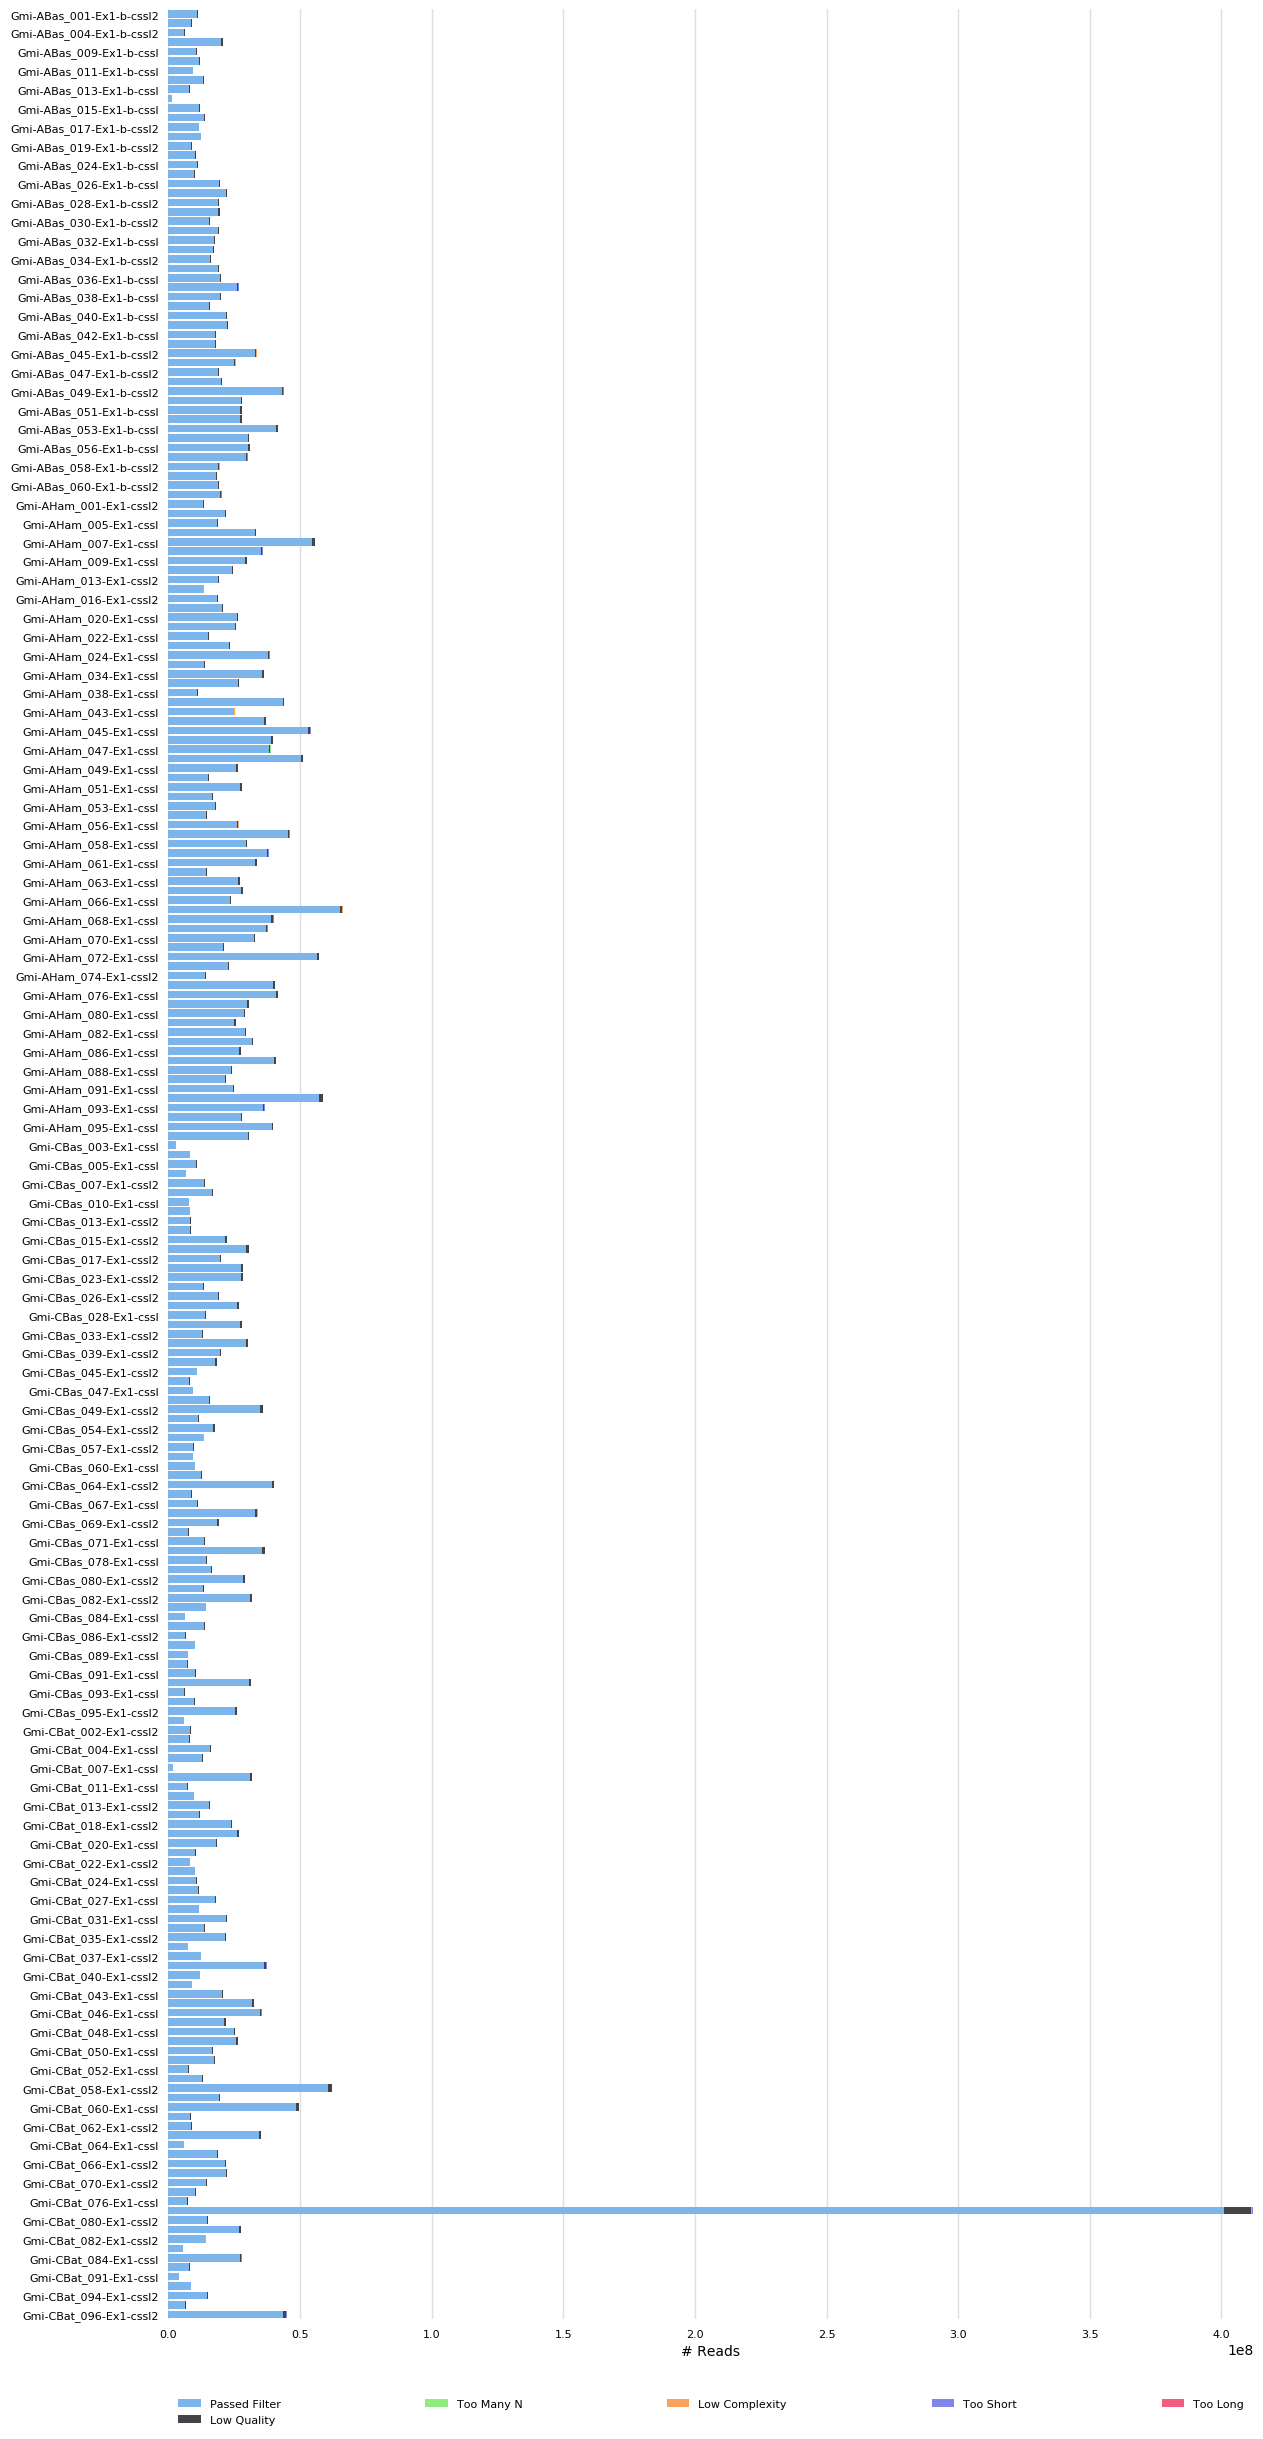 Gmi-ABas_001-Ex1-b-cssl2
Gmi-ABas_004-Ex1-b-cssl2
Gmi-ABas_009-Ex1-b-cssl
Gmi-ABas_011-Ex1-b-cssl
Gmi-ABas_013-Ex1-b-cssl
Gmi-ABas_015-Ex1-b-cssl
Gmi-ABas_017-Ex1-b-cssl2
Gmi-ABas_019-Ex1-b-cssl2
Gmi-ABas_024-Ex1-b-cssl
Gmi-ABas_026-Ex1-b-cssl
Gmi-ABas_028-Ex1-b-cssl2
Gmi-ABas_030-Ex1-b-cssl2
Gmi-ABas_032-Ex1-b-cssl
Gmi-ABas_034-Ex1-b-cssl2
Gmi-ABas_036-Ex1-b-cssl
Gmi-ABas_038-Ex1-b-cssl
Gmi-ABas_040-Ex1-b-cssl
Gmi-ABas_042-Ex1-b-cssl
Gmi-ABas_045-Ex1-b-cssl2
Gmi-ABas_047-Ex1-b-cssl2
Gmi-ABas_049-Ex1-b-cssl2
Gmi-ABas_051-Ex1-b-cssl
Gmi-ABas_053-Ex1-b-cssl
Gmi-ABas_056-Ex1-b-cssl
Gmi-ABas_058-Ex1-b-cssl2
Gmi-ABas_060-Ex1-b-cssl2
Gmi-AHam_001-Ex1-cssl2
Gmi-AHam_005-Ex1-cssl
Gmi-AHam_007-Ex1-cssl
Gmi-AHam_009-Ex1-cssl
Gmi-AHam_013-Ex1-cssl2
Gmi-AHam_016-Ex1-cssl2
Gmi-AHam_020-Ex1-cssl
Gmi-AHam_022-Ex1-cssl
Gmi-AHam_024-Ex1-cssl
Gmi-AHam_034-Ex1-cssl
Gmi-AHam_038-Ex1-cssl
Gmi-AHam_043-Ex1-cssl
Gmi-AHam_045-Ex1-cssl
Gmi-AHam_047-Ex1-cssl
Gmi-AHam_049-Ex1-cssl
Gmi-AHam_051-Ex1-cssl
Gmi-AHam_053-Ex1-cssl
Gmi-AHam_056-Ex1-cssl
Gmi-AHam_058-Ex1-cssl
Gmi-AHam_061-Ex1-cssl
Gmi-AHam_063-Ex1-cssl
Gmi-AHam_066-Ex1-cssl
Gmi-AHam_068-Ex1-cssl
Gmi-AHam_070-Ex1-cssl
Gmi-AHam_072-Ex1-cssl
Gmi-AHam_074-Ex1-cssl2
Gmi-AHam_076-Ex1-cssl
Gmi-AHam_080-Ex1-cssl
Gmi-AHam_082-Ex1-cssl
Gmi-AHam_086-Ex1-cssl
Gmi-AHam_088-Ex1-cssl
Gmi-AHam_091-Ex1-cssl
Gmi-AHam_093-Ex1-cssl
Gmi-AHam_095-Ex1-cssl
Gmi-CBas_003-Ex1-cssl
Gmi-CBas_005-Ex1-cssl
Gmi-CBas_007-Ex1-cssl2
Gmi-CBas_010-Ex1-cssl
Gmi-CBas_013-Ex1-cssl2
Gmi-CBas_015-Ex1-cssl2
Gmi-CBas_017-Ex1-cssl2
Gmi-CBas_023-Ex1-cssl2
Gmi-CBas_026-Ex1-cssl2
Gmi-CBas_028-Ex1-cssl
Gmi-CBas_033-Ex1-cssl2
Gmi-CBas_039-Ex1-cssl2
Gmi-CBas_045-Ex1-cssl2
Gmi-CBas_047-Ex1-cssl
Gmi-CBas_049-Ex1-cssl2
Gmi-CBas_054-Ex1-cssl2
Gmi-CBas_057-Ex1-cssl2
Gmi-CBas_060-Ex1-cssl
Gmi-CBas_064-Ex1-cssl2
Gmi-CBas_067-Ex1-cssl
Gmi-CBas_069-Ex1-cssl2
Gmi-CBas_071-Ex1-cssl
Gmi-CBas_078-Ex1-cssl
Gmi-CBas_080-Ex1-cssl2
Gmi-CBas_082-Ex1-cssl2
Gmi-CBas_084-Ex1-cssl
Gmi-CBas_086-Ex1-cssl2
Gmi-CBas_089-Ex1-cssl
Gmi-CBas_091-Ex1-cssl
Gmi-CBas_093-Ex1-cssl
Gmi-CBas_095-Ex1-cssl2
Gmi-CBat_002-Ex1-cssl2
Gmi-CBat_004-Ex1-cssl
Gmi-CBat_007-Ex1-cssl
Gmi-CBat_011-Ex1-cssl
Gmi-CBat_013-Ex1-cssl2
Gmi-CBat_018-Ex1-cssl2
Gmi-CBat_020-Ex1-cssl
Gmi-CBat_022-Ex1-cssl2
Gmi-CBat_024-Ex1-cssl
Gmi-CBat_027-Ex1-cssl
Gmi-CBat_031-Ex1-cssl
Gmi-CBat_035-Ex1-cssl2
Gmi-CBat_037-Ex1-cssl2
Gmi-CBat_040-Ex1-cssl2
Gmi-CBat_043-Ex1-cssl
Gmi-CBat_046-Ex1-cssl
Gmi-CBat_048-Ex1-cssl
Gmi-CBat_050-Ex1-cssl
Gmi-CBat_052-Ex1-cssl
Gmi-CBat_058-Ex1-cssl2
Gmi-CBat_060-Ex1-cssl
Gmi-CBat_062-Ex1-cssl2
Gmi-CBat_064-Ex1-cssl
Gmi-CBat_066-Ex1-cssl2
Gmi-CBat_070-Ex1-cssl2
Gmi-CBat_076-Ex1-cssl
Gmi-CBat_080-Ex1-cssl2
Gmi-CBat_082-Ex1-cssl2
Gmi-CBat_084-Ex1-cssl
Gmi-CBat_091-Ex1-cssl
Gmi-CBat_094-Ex1-cssl2
Gmi-CBat_096-Ex1-cssl2
0.0 0.5 1.0 1.5 2.0 2.5 3.0 3.5 4.0
# Reads 1e8
Passed Filter Too Many N Low Complexity Too Short Too Long
Low Quality